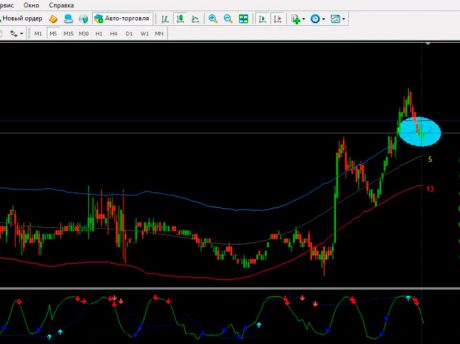 рвис Окно Справка
Новый ордер Авто-торговля
M1 M5 M15 M30 H1 H4 D1 W1 MN
5
13